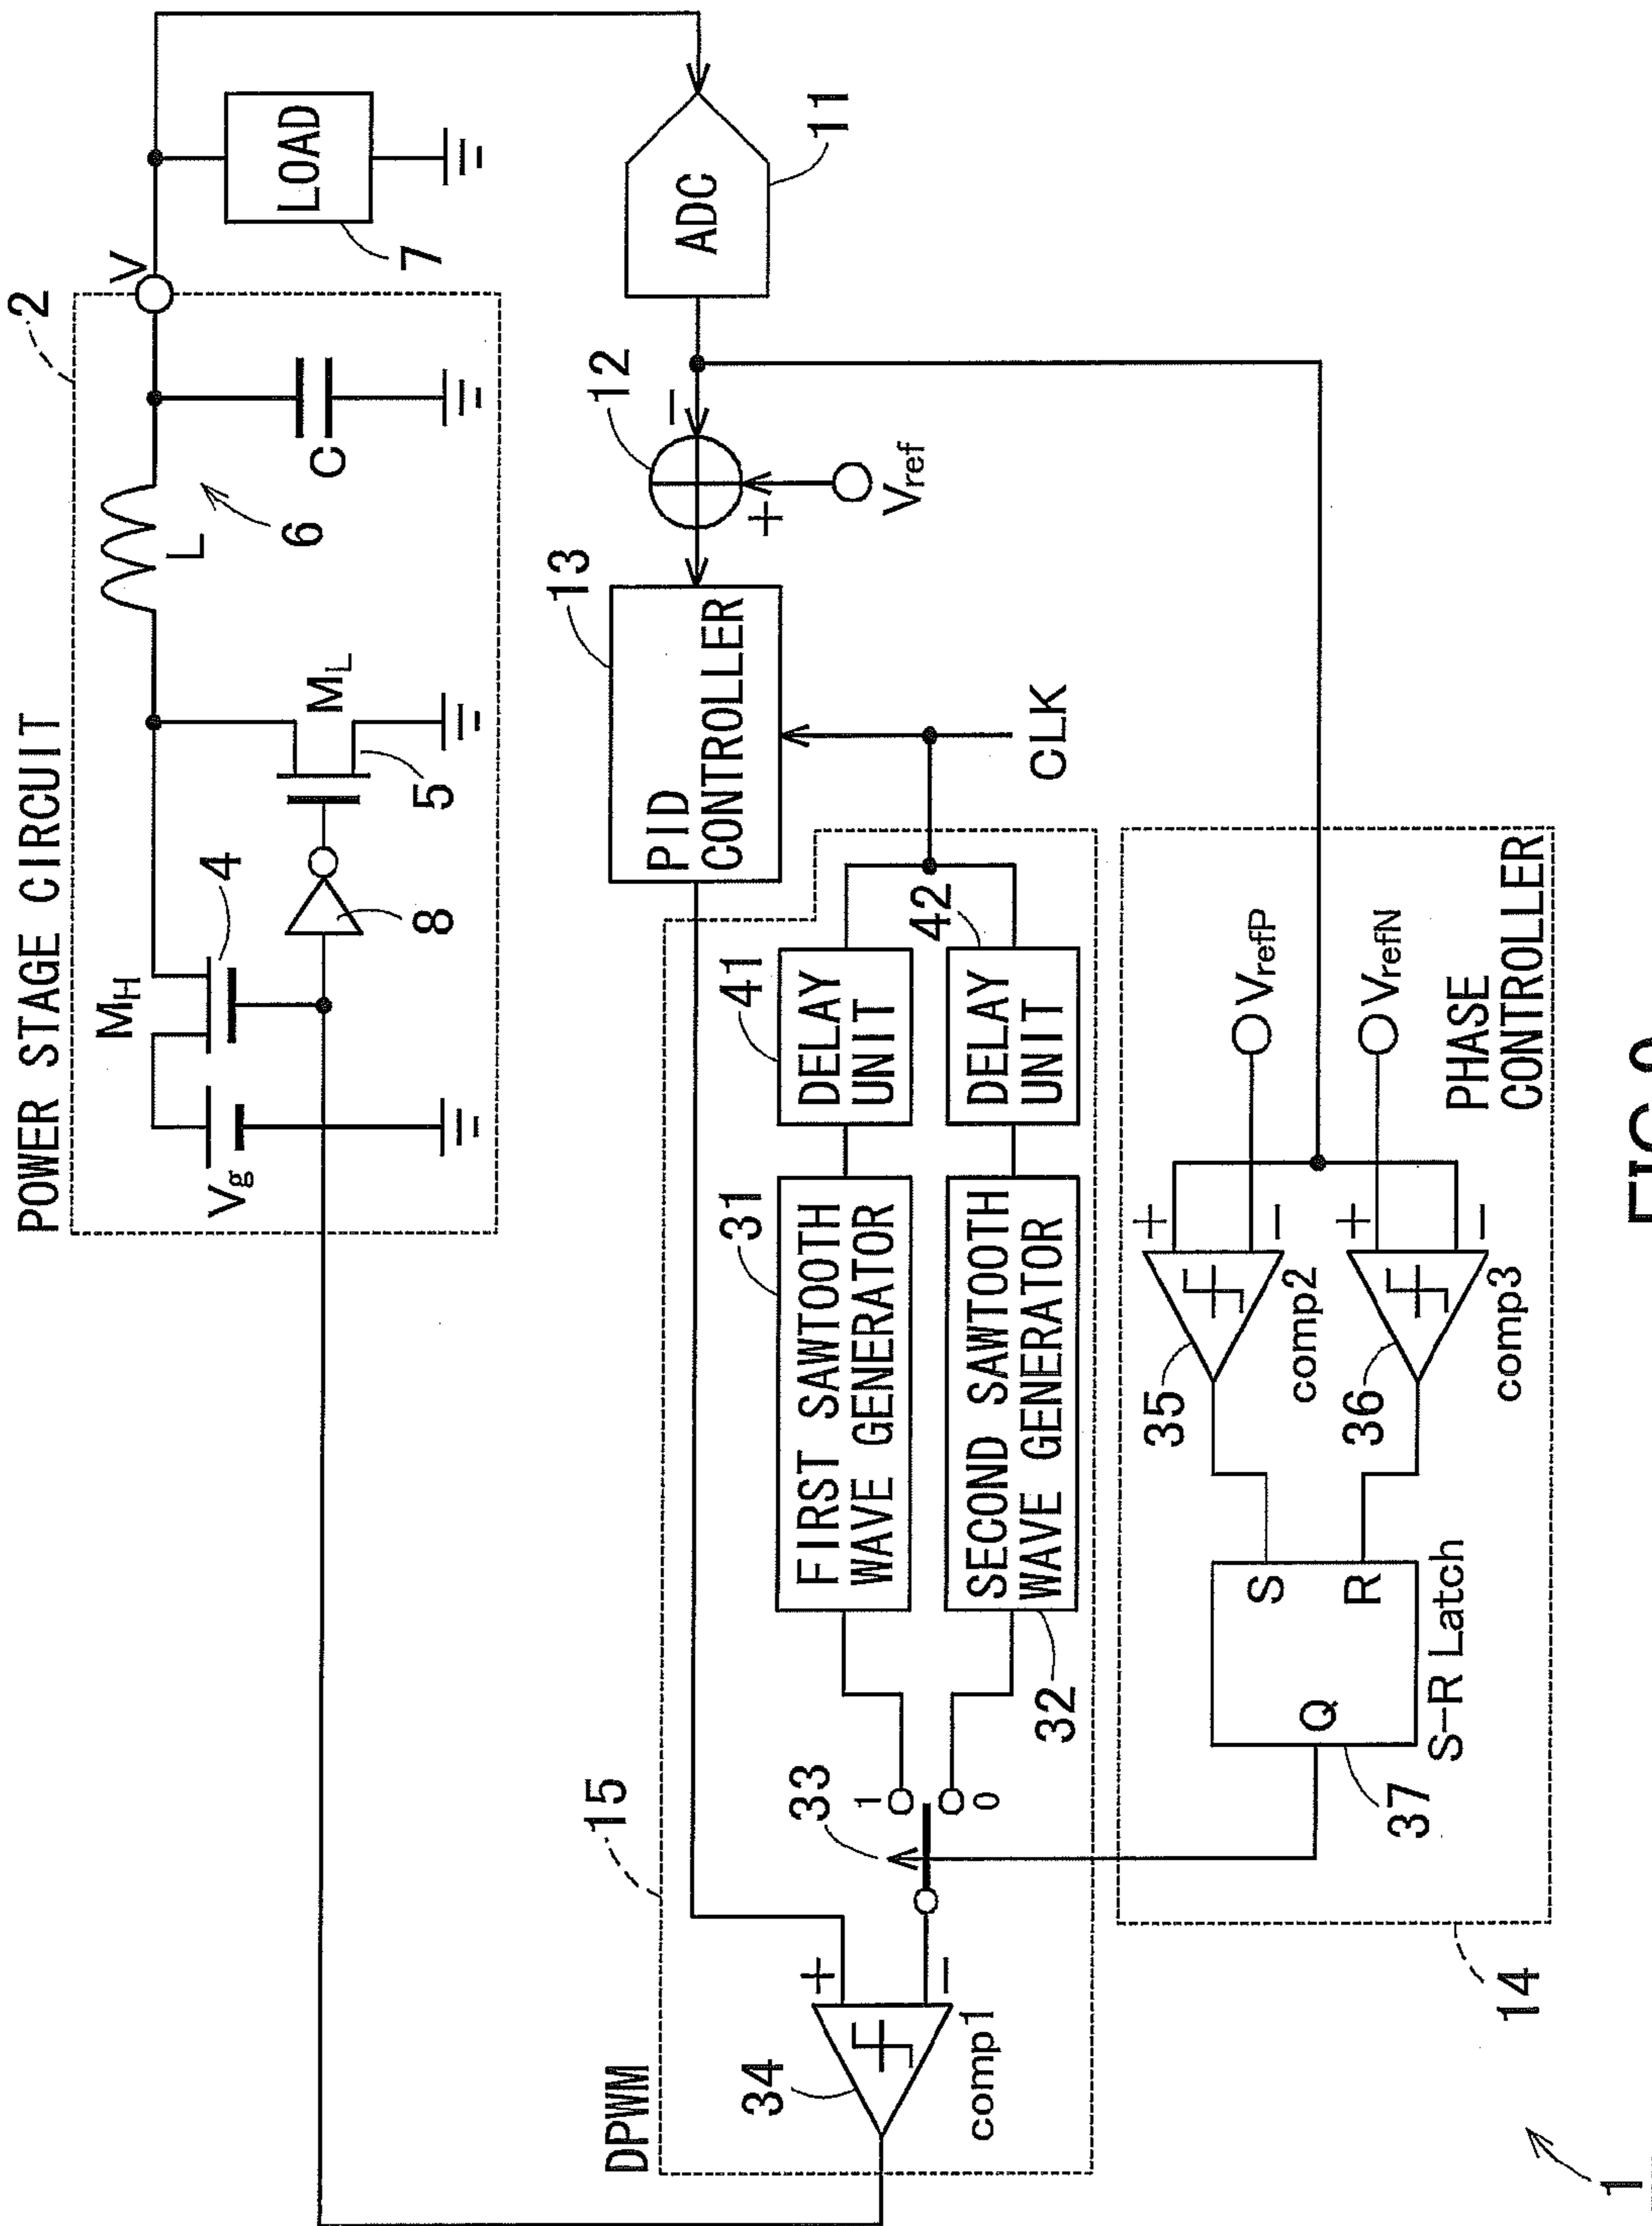 POWER STAGE CIRCUIT
2
Vg
MH
4
8
ML
5
L
6
C
V
LOAD
7
DPWM
15
34
comp1
+
−
33
1
0
FIRST SAWTOOTH
WAVE GENERATOR
31
SECOND SAWTOOTH
WAVE GENERATOR
32
DELAY
UNIT
41
DELAY
UNIT
42
CLK
PID
CONTROLLER
13
12
−
+
Vref
ADC
11
PHASE
CONTROLLER
14
S-R Latch
S
R
Q
37
35
comp2
+
−
VrefP
36
comp3
+
−
VrefN
1